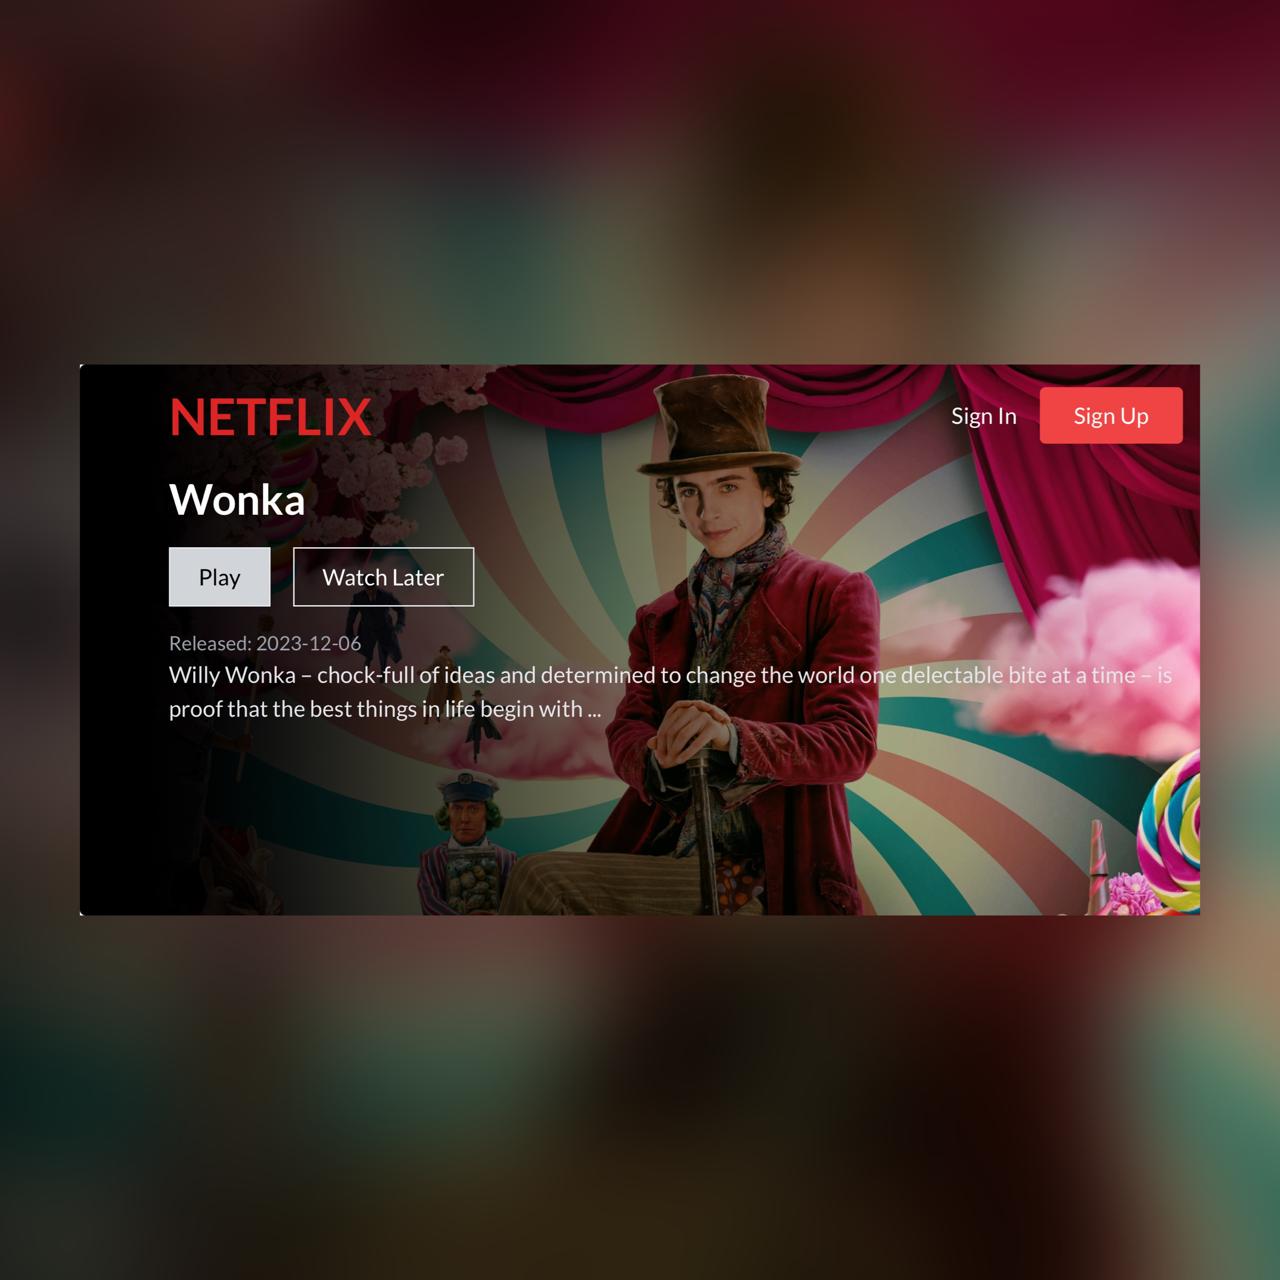 NETFLIX
Sign In
Sign Up
Wonka
Play
Watch Later
Released: 2023-12-06
Willy Wonka – chock-full of ideas and determined to change the world one delectable bite at a time – is
proof that the best things in life begin with ...